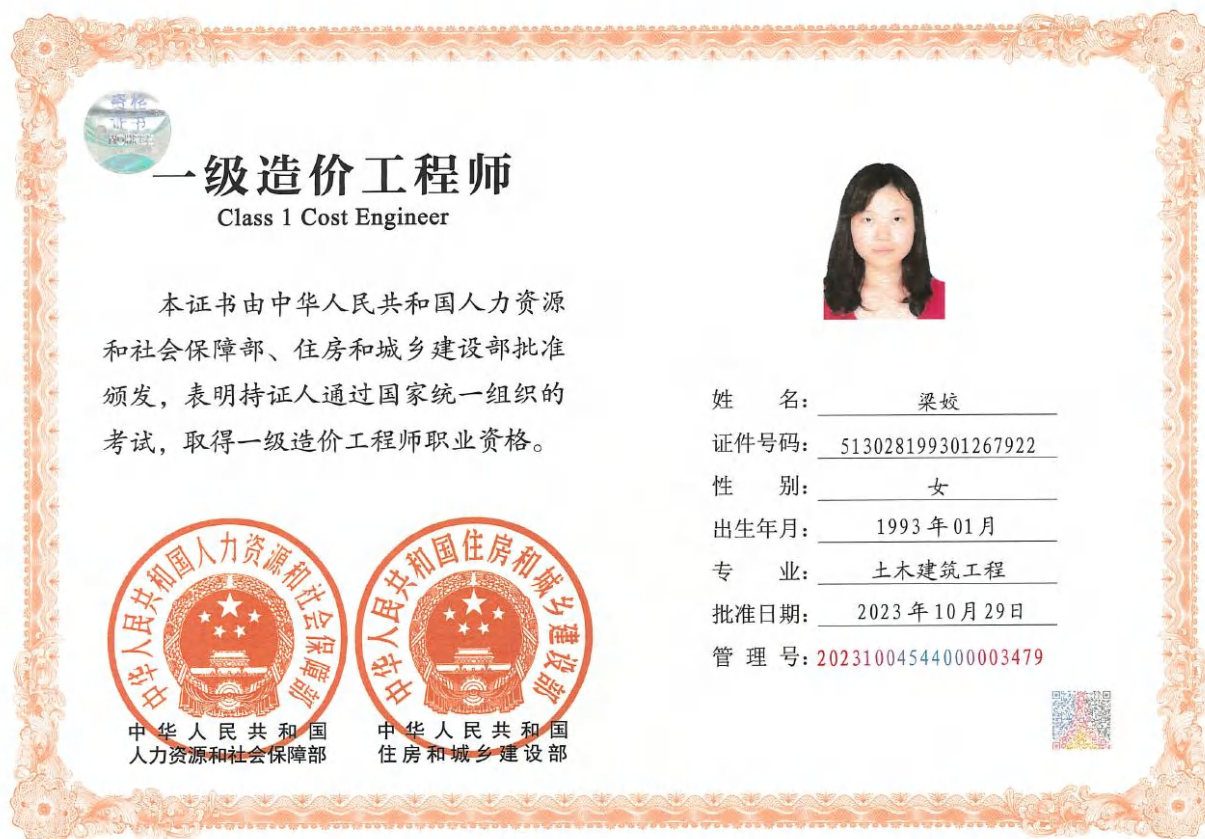 资格
证书
一级造价工程师
Class 1 Cost Engineer
本证书由中华人民共和国人力资源
和社会保障部、住房和城乡建设部批准
颁发，表明持证人通过国家统一组织的
考试，取得一级造价工程师职业资格。
中华人民共和国人力资源和社会保障部
中华人民共和国
人力资源和社会保障部
中华人民共和国住房和城乡建设部
中华人民共和国
住房和城乡建设部
姓 名： 梁姣
证件号码： 513028199301267922
性 别： 女
出生年月： 1993年01月
专 业： 土木建筑工程
批准日期： 2023年10月29日
管 理 号：20231004544000003479